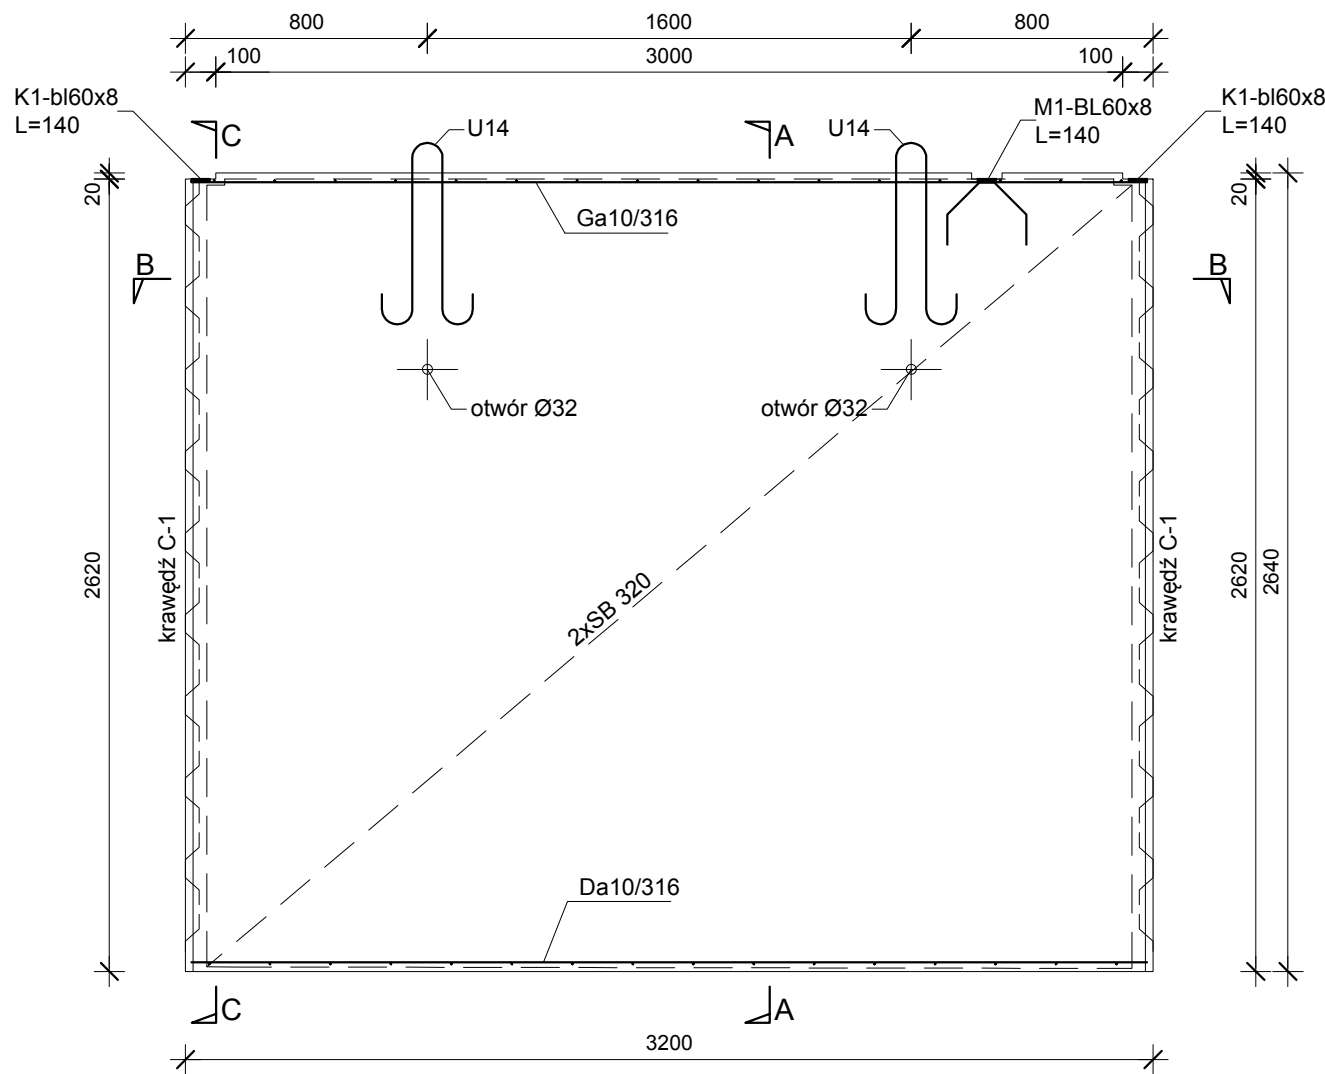 800
1600
800
100
3000
100
K1-bl60x8
L=140
C
U14
A
U14
M1-BL60x8
L=140
K1-bl60x8
L=140
20
20
Ga10/316
B
B
otwór Ø32
otwór Ø32
krawędź C-1
krawędź C-1
2620
2620
2640
2xSB 320
Da10/316
C
A
3200